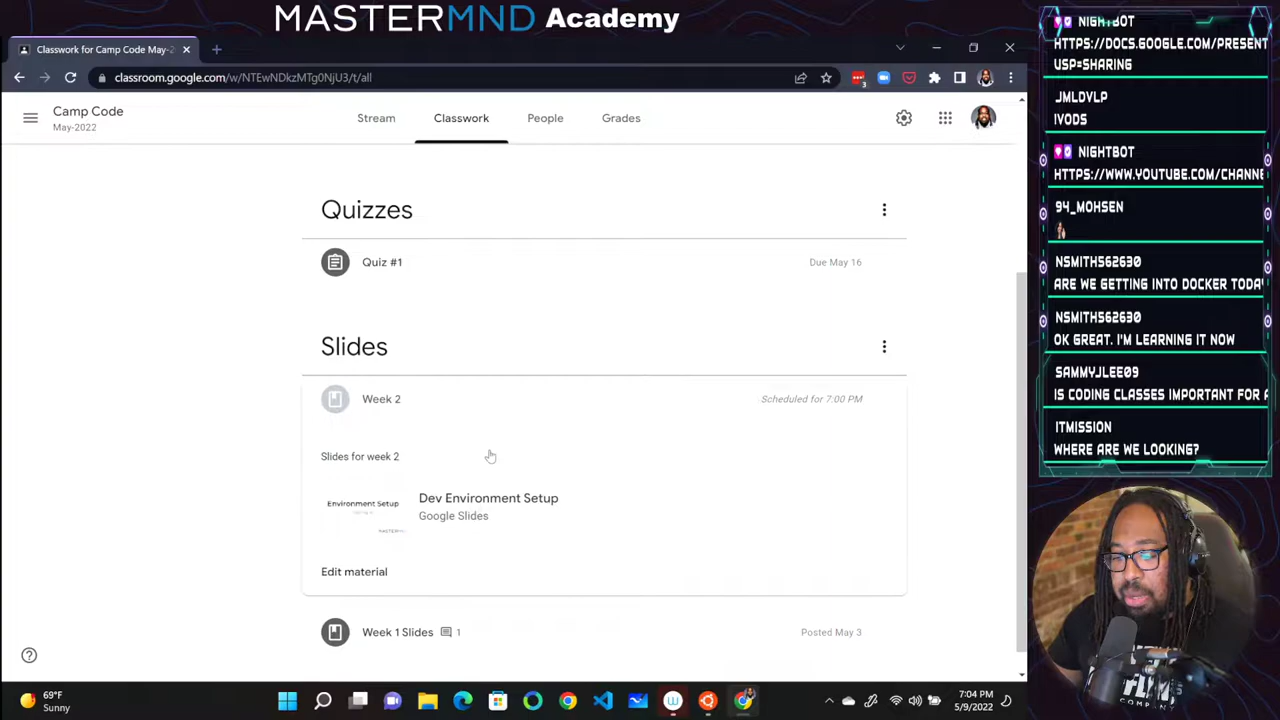 MASTERMND Academy
Classwork for Camp Code May-2
classroom.google.com/w/NTEwNDkzMTg0NjU3/t/all
3
Camp Code
May-2022
Stream
Classwork
People
Grades
Quizzes
Quiz #1
Due May 16
Slides
Week 2
Scheduled for 7:00 PM
Slides for week 2
Environment Setup
MASTERM
Dev Environment Setup
Google Slides
Edit material
Week 1 Slides
1
Posted May 3
69°F
Sunny
7:04 PM
5/9/2022
NIGHTBOT
HTTPS://DOCS.GOOGLE.COM/PRESENT
USP=SHARING
JMLDVLP
!VODS
NIGHTBOT
HTTPS://WWW.YOUTUBE.COM/CHANNE
94_MOHSEN
NSMITH562630
ARE WE GETTING INTO DOCKER TODAY
NSMITH562630
OK GREAT. I'M LEARNING IT NOW
SAMMYJLEE09
IS CODING CLASSES IMPORTANT FOR A
ITMISSION
WHERE ARE WE LOOKING?
COMPANY